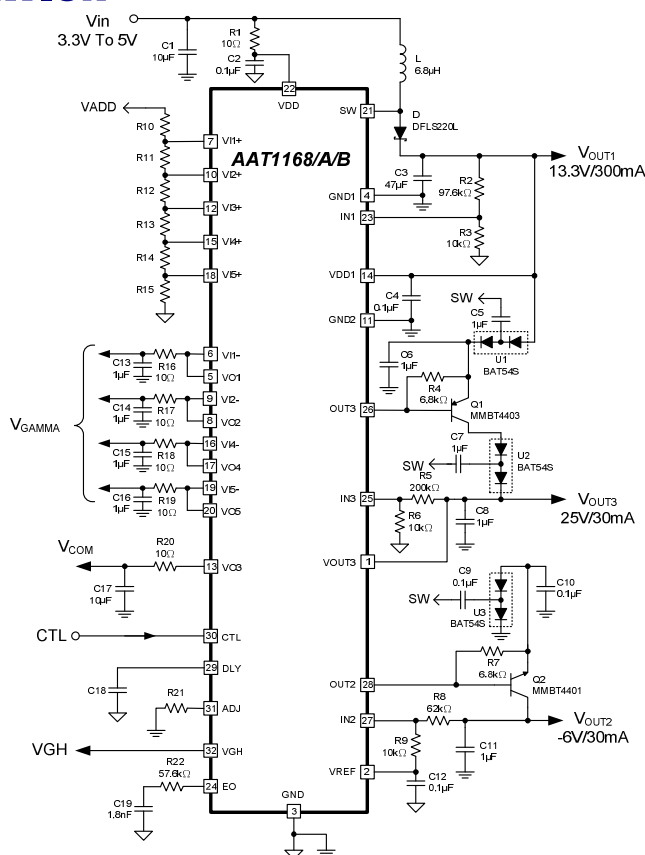 Vin
3.3V To 5V
C1
10µF
R1
10Ω
C2
0.1µF
L
6.8µH
22
VDD
SW
21
D
DFLS220L
VADD
R10
R11
R12
R13
R14
R15
7
VI1+
10
VI2+
12
VI3+
15
VI4+
18
VI5+
AAT1168/A/B
VOUT1
13.3V/300mA
C3
47µF
R2
97.6kΩ
GND1
4
IN1
23
R3
10kΩ
VDD1
14
C4
0.1µF
GND2
11
SW
C5
1µF
U1
BAT54S
C6
1µF
R4
6.8kΩ
OUT3
26
Q1
MMBT4403
C7
1µF
SW
U2
BAT54S
R5
200kΩ
IN3
25
R6
10kΩ
C8
1µF
VOUT3
25V/30mA
VOUT3
1
VGAMMA
C13
1µF
R16
10Ω
6
VI1-
5
VO1
C14
1µF
R17
10Ω
9
VI2-
8
VO2
C15
1µF
R18
10Ω
16
VI4-
17
VO4
C16
1µF
R19
10Ω
19
VI5-
20
VO5
VCOM
R20
10Ω
13
VO3
C17
10µF
C9
0.1µF
SW
U3
BAT54S
C10
0.1µF
CTL
30
CTL
29
DLY
C18
R21
31
ADJ
R7
6.8kΩ
OUT2
28
Q2
MMBT4401
R8
62kΩ
IN2
27
VOUT2
-6V/30mA
R9
10kΩ
C11
1µF
VGH
32
VGH
R22
57.6kΩ
24
EO
C19
1.8nF
VREF
2
C12
0.1µF
GND
3